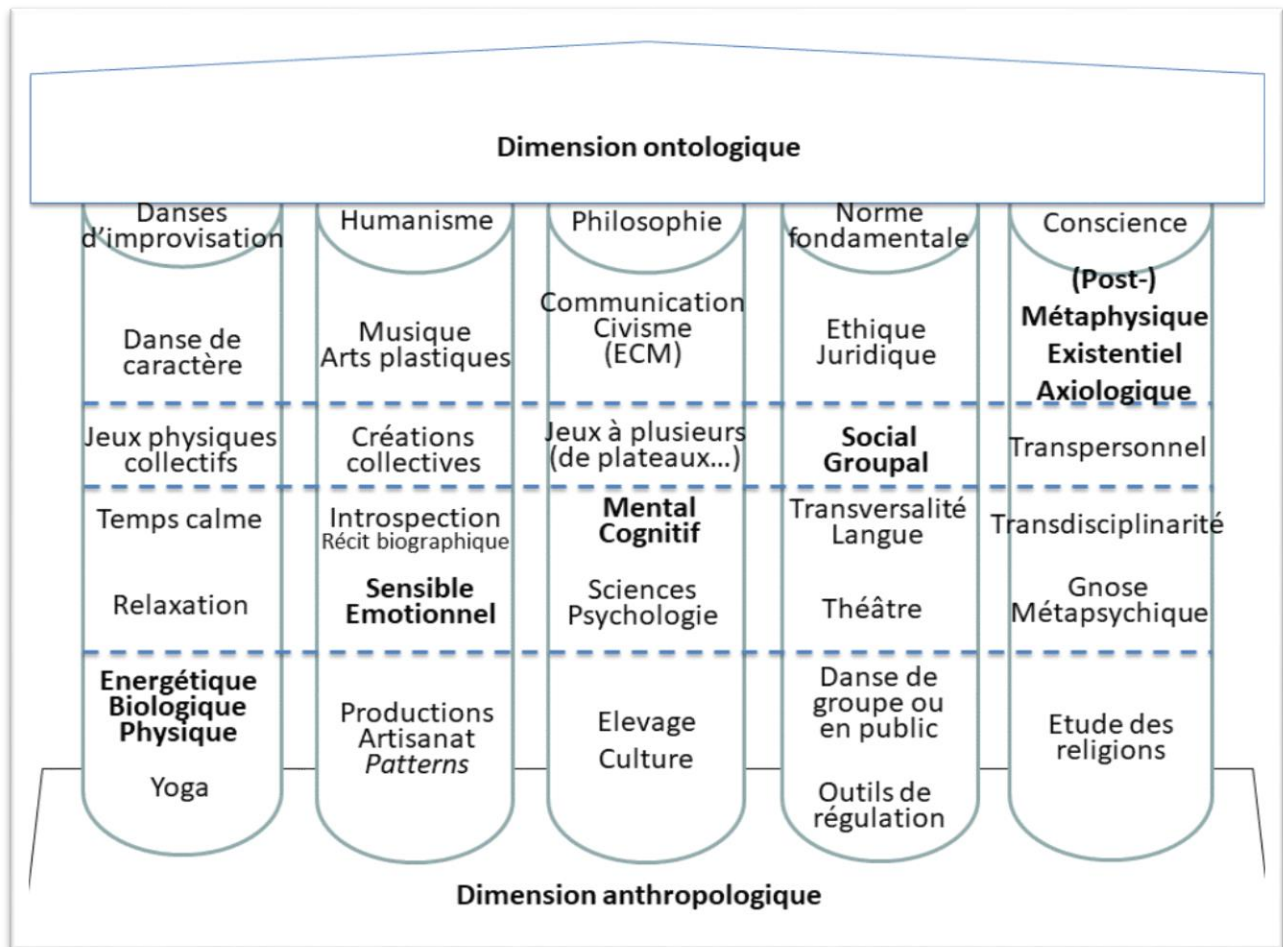 Dimension ontologique
Danses
d’improvisation
Humanisme
Philosophie
Norme
fondamentale
Conscience
Danse de
caractère
Musique
Arts plastiques
Communication
Civisme
(ECM)
Ethique
Juridique
(Post-)
Métaphysique
Existentiel
Axiologique
Jeux physiques
collectifs
Créations
collectives
Jeux à plusieurs
(de plateaux...)
Social
Groupal
Transpersonnel
Temps calme
Introspection
Récit biographique
Mental
Cognitif
Transversalité
Langue
Transdisciplinarité
Relaxation
Sensible
Emotionnel
Sciences
Psychologie
Théâtre
Gnose
Métapsychique
Energétique
Biologique
Physique
Yoga
Productions
Artisanat
Patterns
Elevage
Culture
Danse de
groupe ou
en public
Outils de
régulation
Etude des
religions
Dimension anthropologique